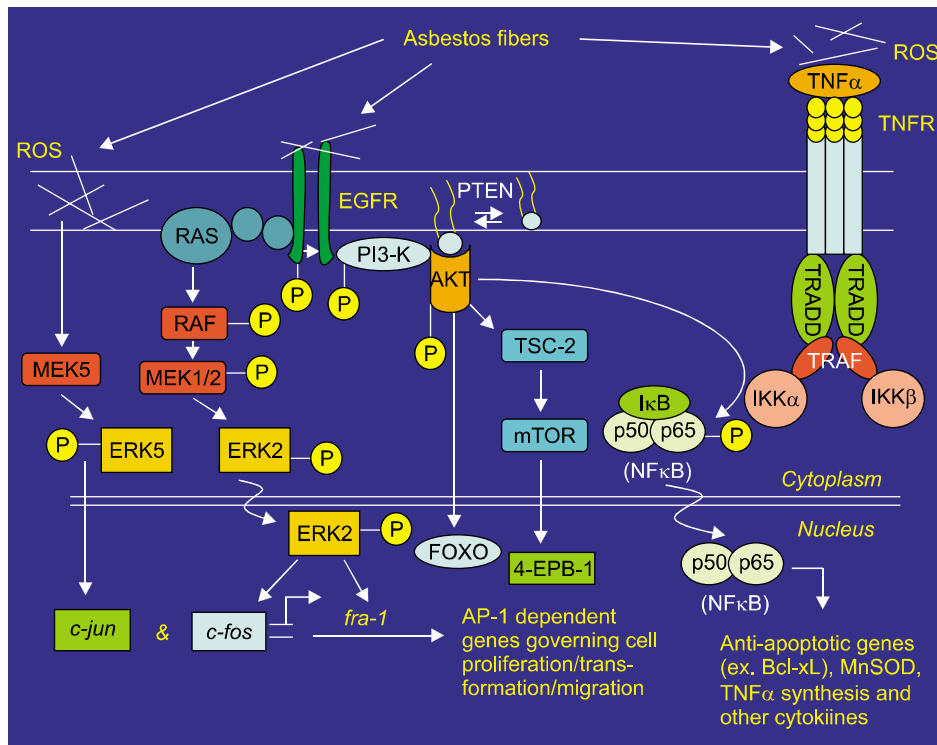 Asbestos fibers
ROS
TNFα
TNFR
ROS
PTEN
EGFR
RAS
PI3-K
AKT
P
P
TRADD
TRADD
RAF
P
TSC-2
P
TRAF
MEK5
MEK1/2
P
IKKα
IKKβ
IκB
p50
p65
P
mTOR
(NFκB)
P
ERK5
ERK2
P
Cytoplasm
Nucleus
ERK2
P
FOXO
4-EPB-1
p50
p65
(NFκB)
c-jun
&
c-fos
fra-1
AP-1 dependent
genes governing cell
proliferation/trans-
formation/migration
Anti-apoptotic genes
(ex. Bcl-xL), MnSOD,
TNFα synthesis and
other cytokiines